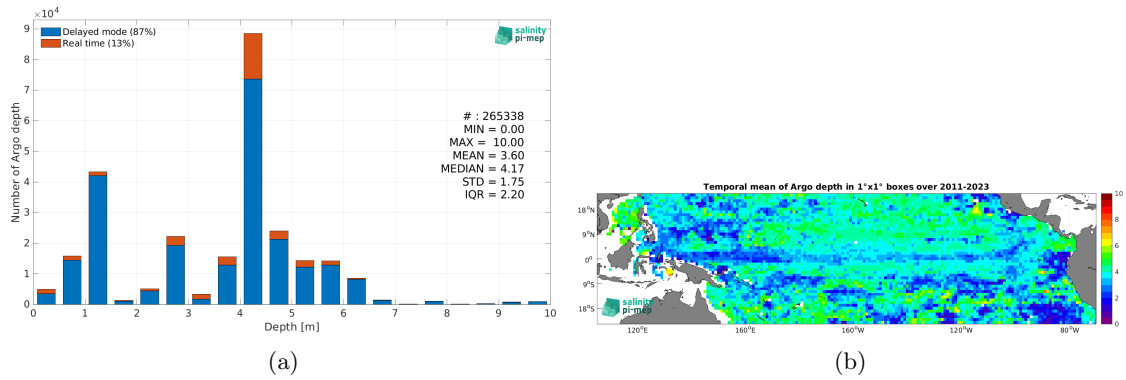 ×10⁴
9
8
7
6
5
4
3
2
1
0
Number of Argo depth
Delayed mode (87%)
Real time (13%)
salinity
pi-mep
# : 265338
MIN = 0.00
MAX = 10.00
MEAN = 3.60
MEDIAN = 4.17
STD = 1.75
IQR = 2.20
0 1 2 3 4 5 6 7 8 9 10
Depth [m]
(a)
Temporal mean of Argo depth in 1°x1° boxes over 2011-2023
18°N
9°N
0°
9°S
18°S
salinity
pi-mep
120°E 160°E 160°W 120°W 80°W
10
8
6
4
2
0
(b)